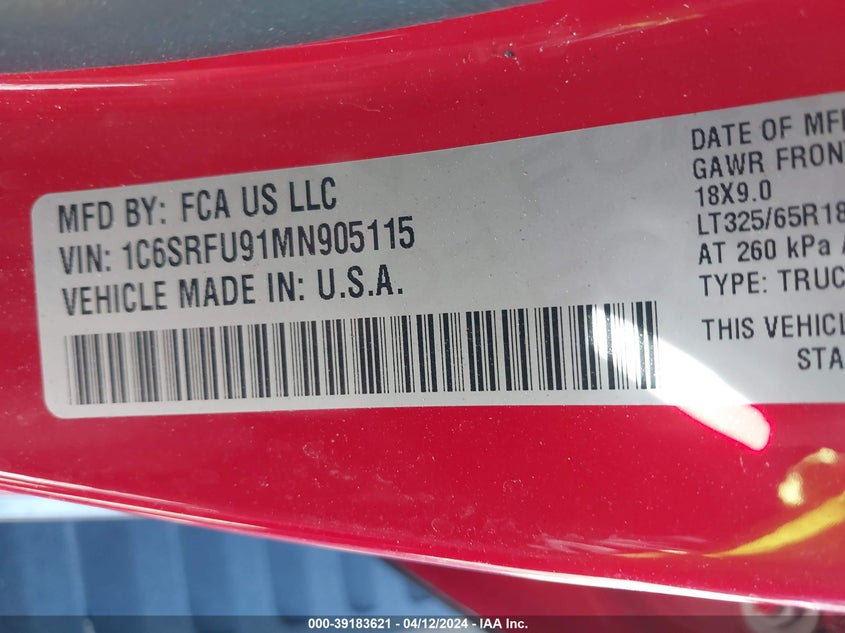 MFD BY: FCA US LLC
VIN: 1C6SRFU91MN905115
VEHICLE MADE IN: U.S.A.
DATE OF MF
GAWR FRON
18X9.0
LT325/65R18
AT 260 kPa
TYPE: TRUC
THIS VEHICL
STA
000-39183621 - 04/12/2024 - IAA Inc.